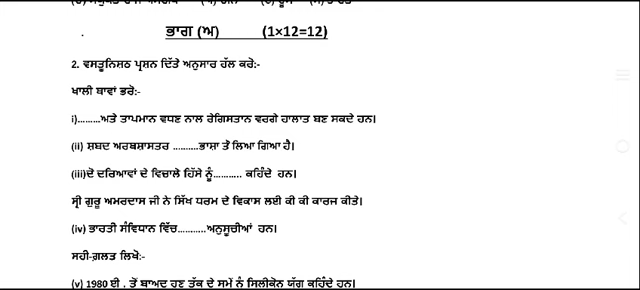 ਭਾਗ (ਅ) (1×12=12)
2. ਵਸਤੂਨਿਸ਼ਠ ਪ੍ਰਸ਼ਨ ਦਿੱਤੇ ਅਨੁਸਾਰ ਹੱਲ ਕਰੋ:-
ਖਾਲੀ ਥਾਵਾਂ ਭਰੋ:-
i).........ਅਤੇ ਤਾਪਮਾਨ ਵਧਣ ਨਾਲ ਰੇਗਿਸਤਾਨ ਵਰਗੇ ਹਾਲਾਤ ਬਣ ਸਕਦੇ ਹਨ।
(ii) ਸ਼ਬਦ ਅਰਥਸ਼ਾਸਤਰ ..........ਭਾਸ਼ਾ ਤੋਂ ਲਿਆ ਗਿਆ ਹੈ।
(iii)ਦੋ ਦਰਿਆਵਾਂ ਦੇ ਵਿਚਾਲੇ ਹਿੱਸੇ ਨੂੰ........... ਕਹਿੰਦੇ ਹਨ।
ਸ੍ਰੀ ਗੁਰੂ ਅਮਰਦਾਸ ਜੀ ਨੇ ਸਿੱਖ ਧਰਮ ਦੇ ਵਿਕਾਸ ਲਈ ਕੀ ਕੀ ਕਾਰਜ ਕੀਤੇ।
(iv) ਭਾਰਤੀ ਸੰਵਿਧਾਨ ਵਿੱਚ...........ਅਨੁਸੂਚੀਆਂ ਹਨ।
ਸਹੀ-ਗ਼ਲਤ ਲਿਖੋ:-
(v) 1980 ਈ . ਤੋਂ ਬਾਅਦ ਹੁਣ ਤੱਕ ਦੇ ਸਮੇਂ ਨੂੰ ਸਿਲੀਕੋਨ ਯੁੱਗ ਕਹਿੰਦੇ ਹਨ।